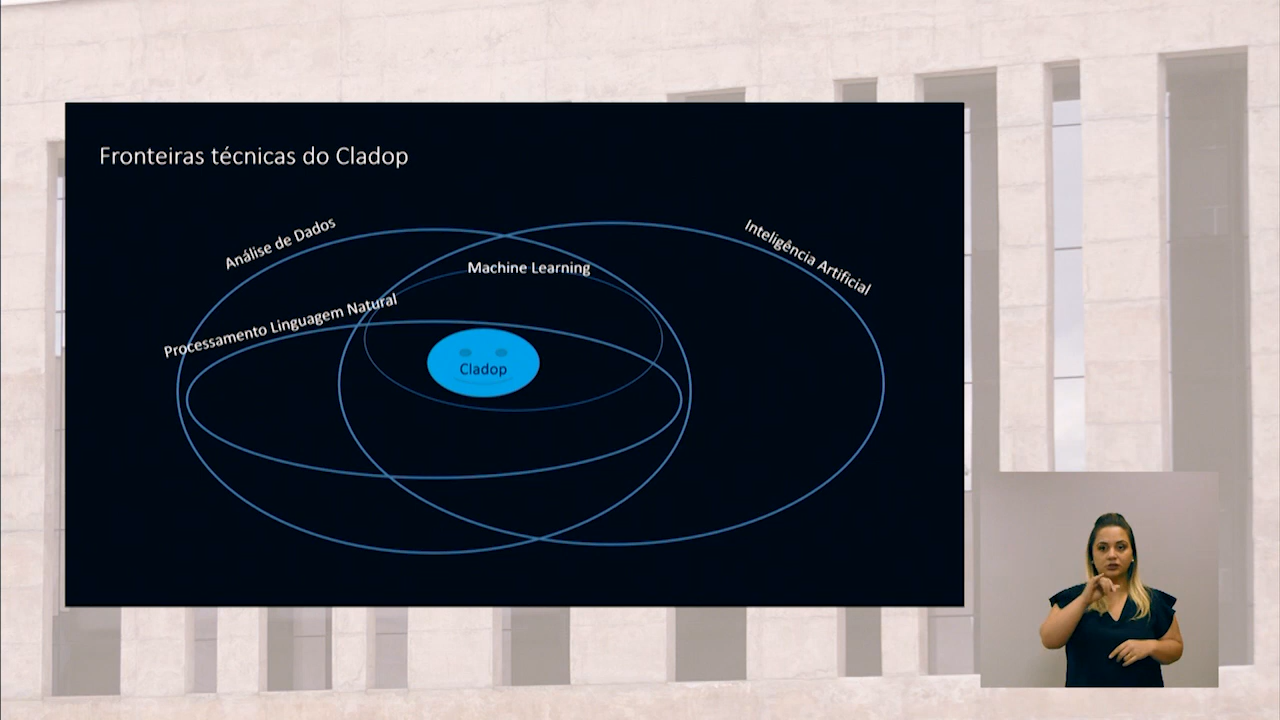 Fronteiras técnicas do Cladop
Análise de Dados
Inteligência Artificial
Machine Learning
Processamento Linguagem Natural
Cladop